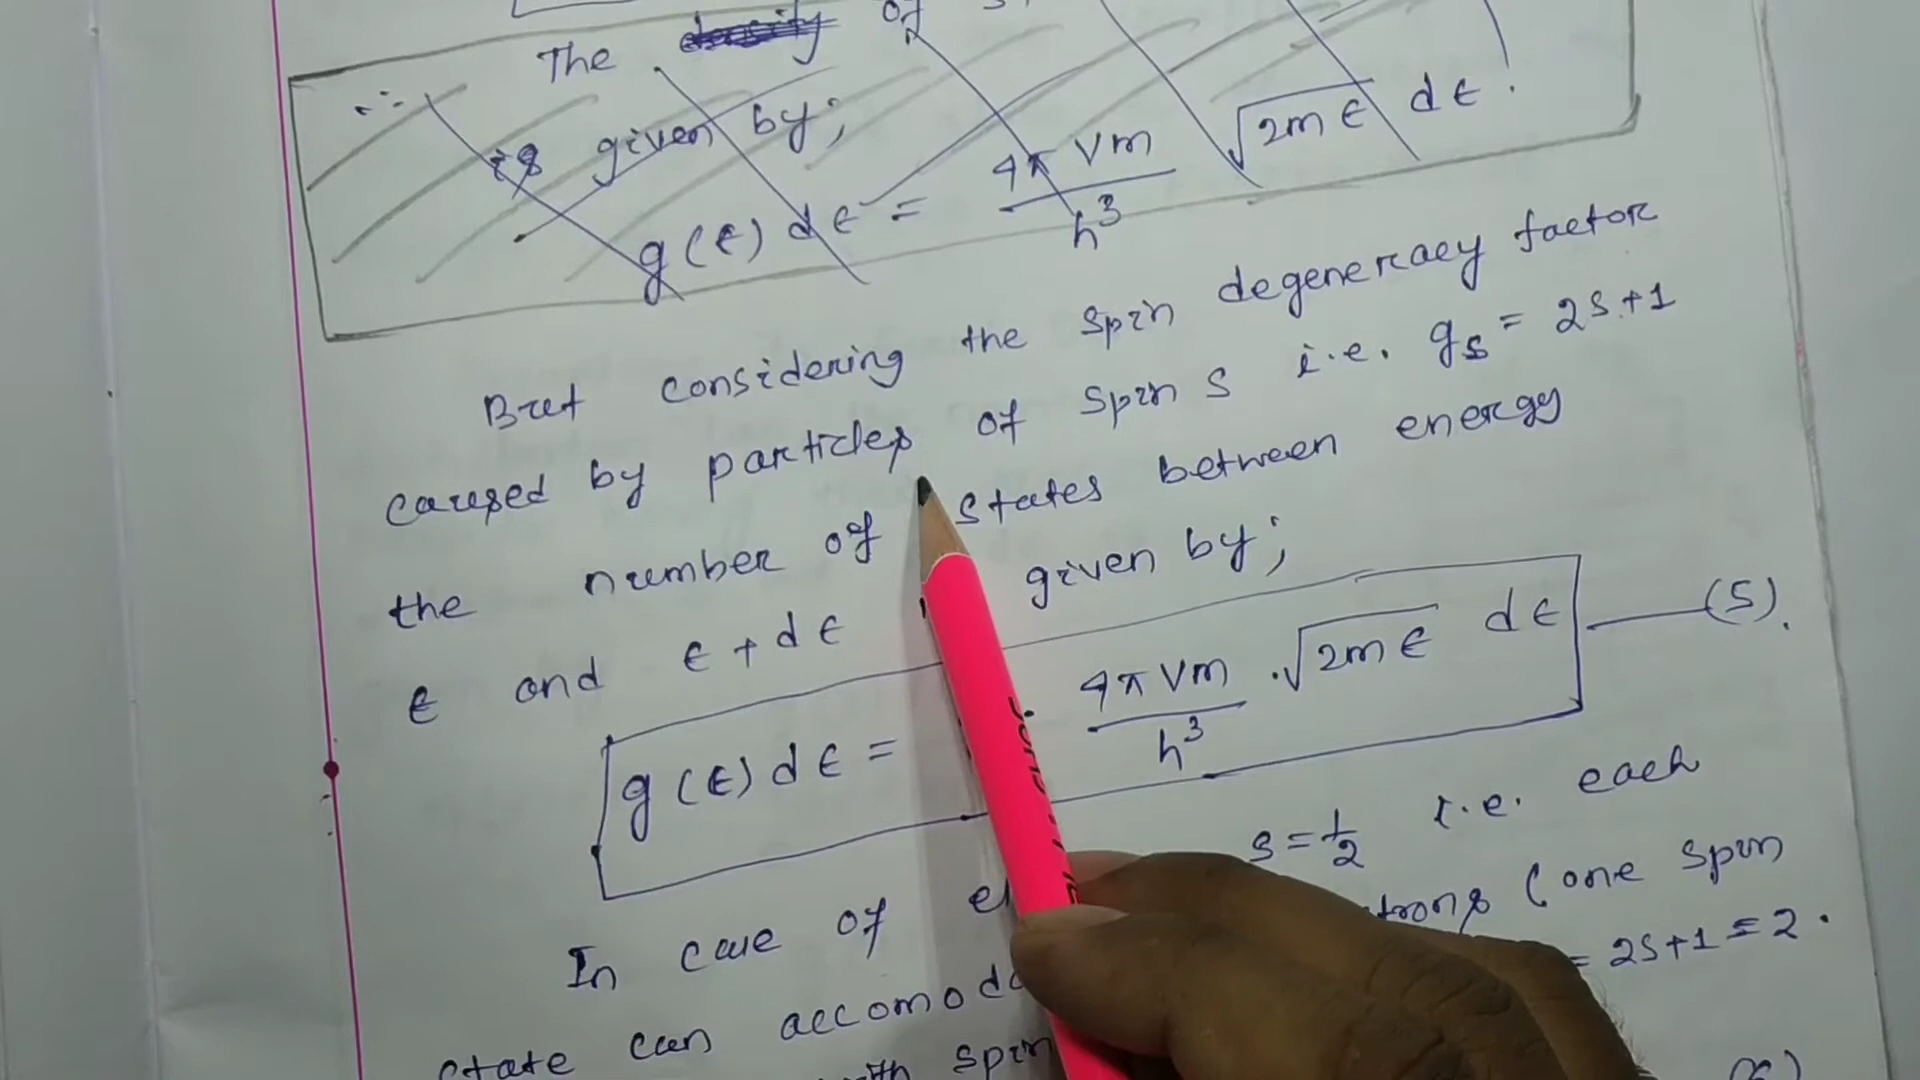 ∴ The density of
is given by;
g(ϵ) dϵ = 4π Vm / h³ √2mϵ dϵ.
But considering the spin degeneracy factor
caused by particles of spin s i.e. gs = 2s+1
the number of states between energy
ϵ and ϵ + dϵ given by;
g(ϵ) dϵ = 4π Vm / h³ . √2mϵ dϵ —(5).
In case of s = 1/2 i.e. each
state can (one spin
= 2s+1 = 2.
spin